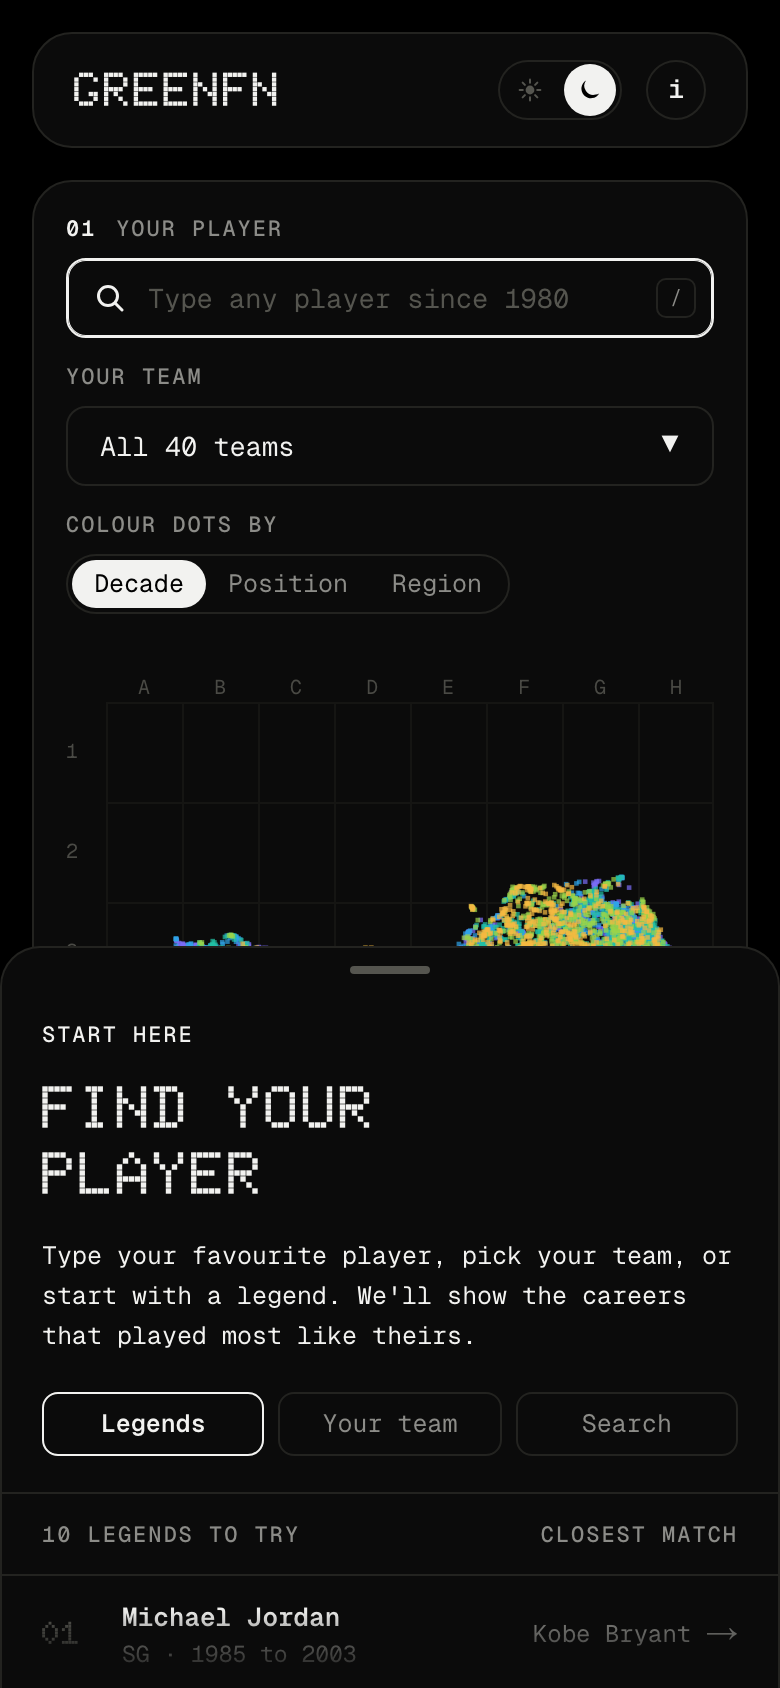 GREENFN
i
01 YOUR PLAYER
Type any player since 1980 /
YOUR TEAM
All 40 teams
COLOUR DOTS BY
Decade Position Region
A B C D E F G H
1
2
START HERE
FIND YOUR
PLAYER
Type your favourite player, pick your team, or
start with a legend. We'll show the careers
that played most like theirs.
Legends Your team Search
10 LEGENDS TO TRY CLOSEST MATCH
01 Michael Jordan Kobe Bryant →
SG · 1985 to 2003